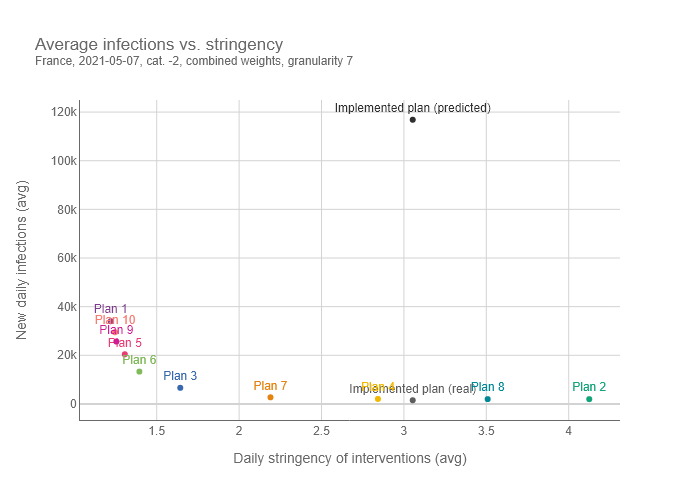 Average infections vs. stringency
France, 2021-05-07, cat. -2, combined weights, granularity 7
New daily infections (avg)
120k
100k
80k
60k
40k
20k
0
Implemented plan (predicted)
Plan 1
Plan 10
Plan 9
Plan 5
Plan 6
Plan 3
Plan 7
Plan 4
Implemented plan (real)
Plan 8
Plan 2
1.5
2
2.5
3
3.5
4
Daily stringency of interventions (avg)